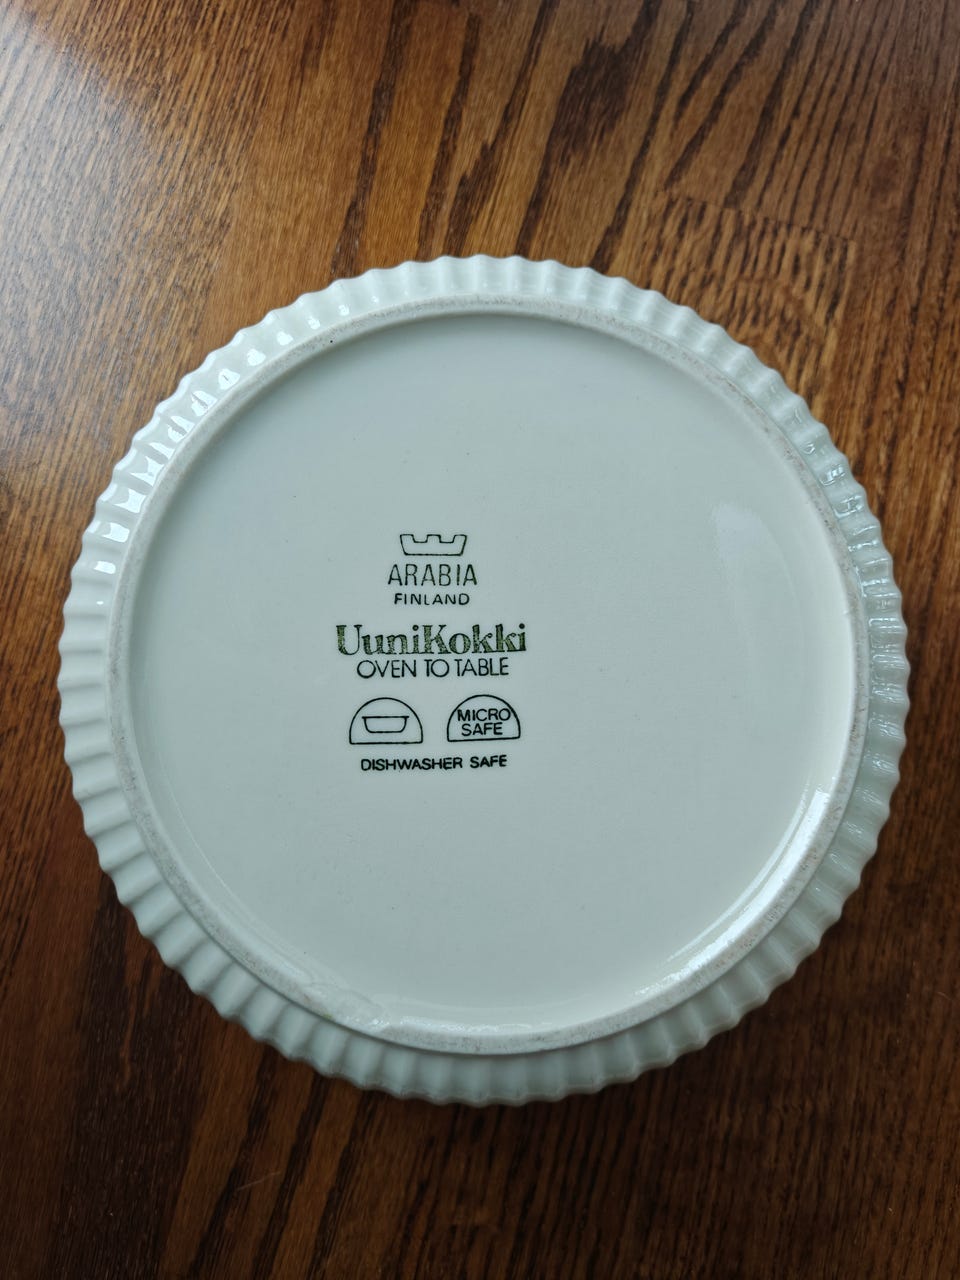 ARABIA
FINLAND
UuniKokki
OVEN TO TABLE
MICRO
SAFE
DISHWASHER SAFE